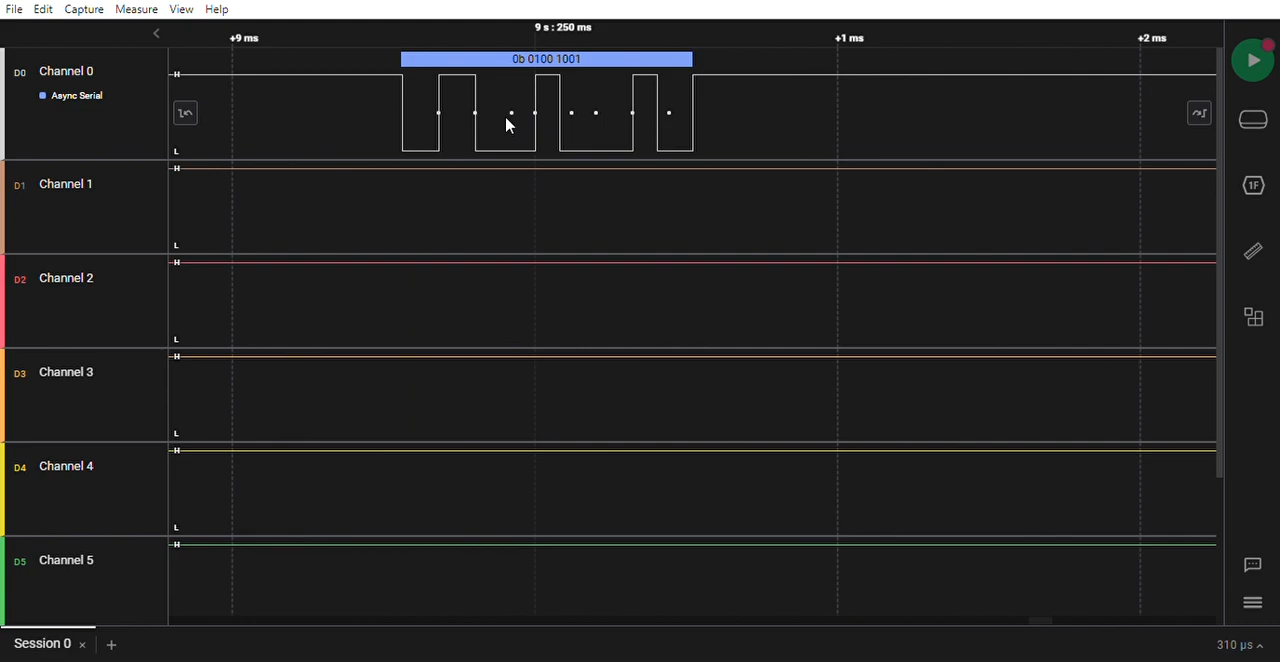 File Edit Capture Measure View Help
9 s : 250 ms
+9 ms +1 ms +2 ms
D0 Channel 0
Async Serial
0b 0100 1001
H
L
D1 Channel 1
H
L
D2 Channel 2
H
L
D3 Channel 3
H
L
D4 Channel 4
H
L
D5 Channel 5
H
1F
Session 0 × +
310 µs